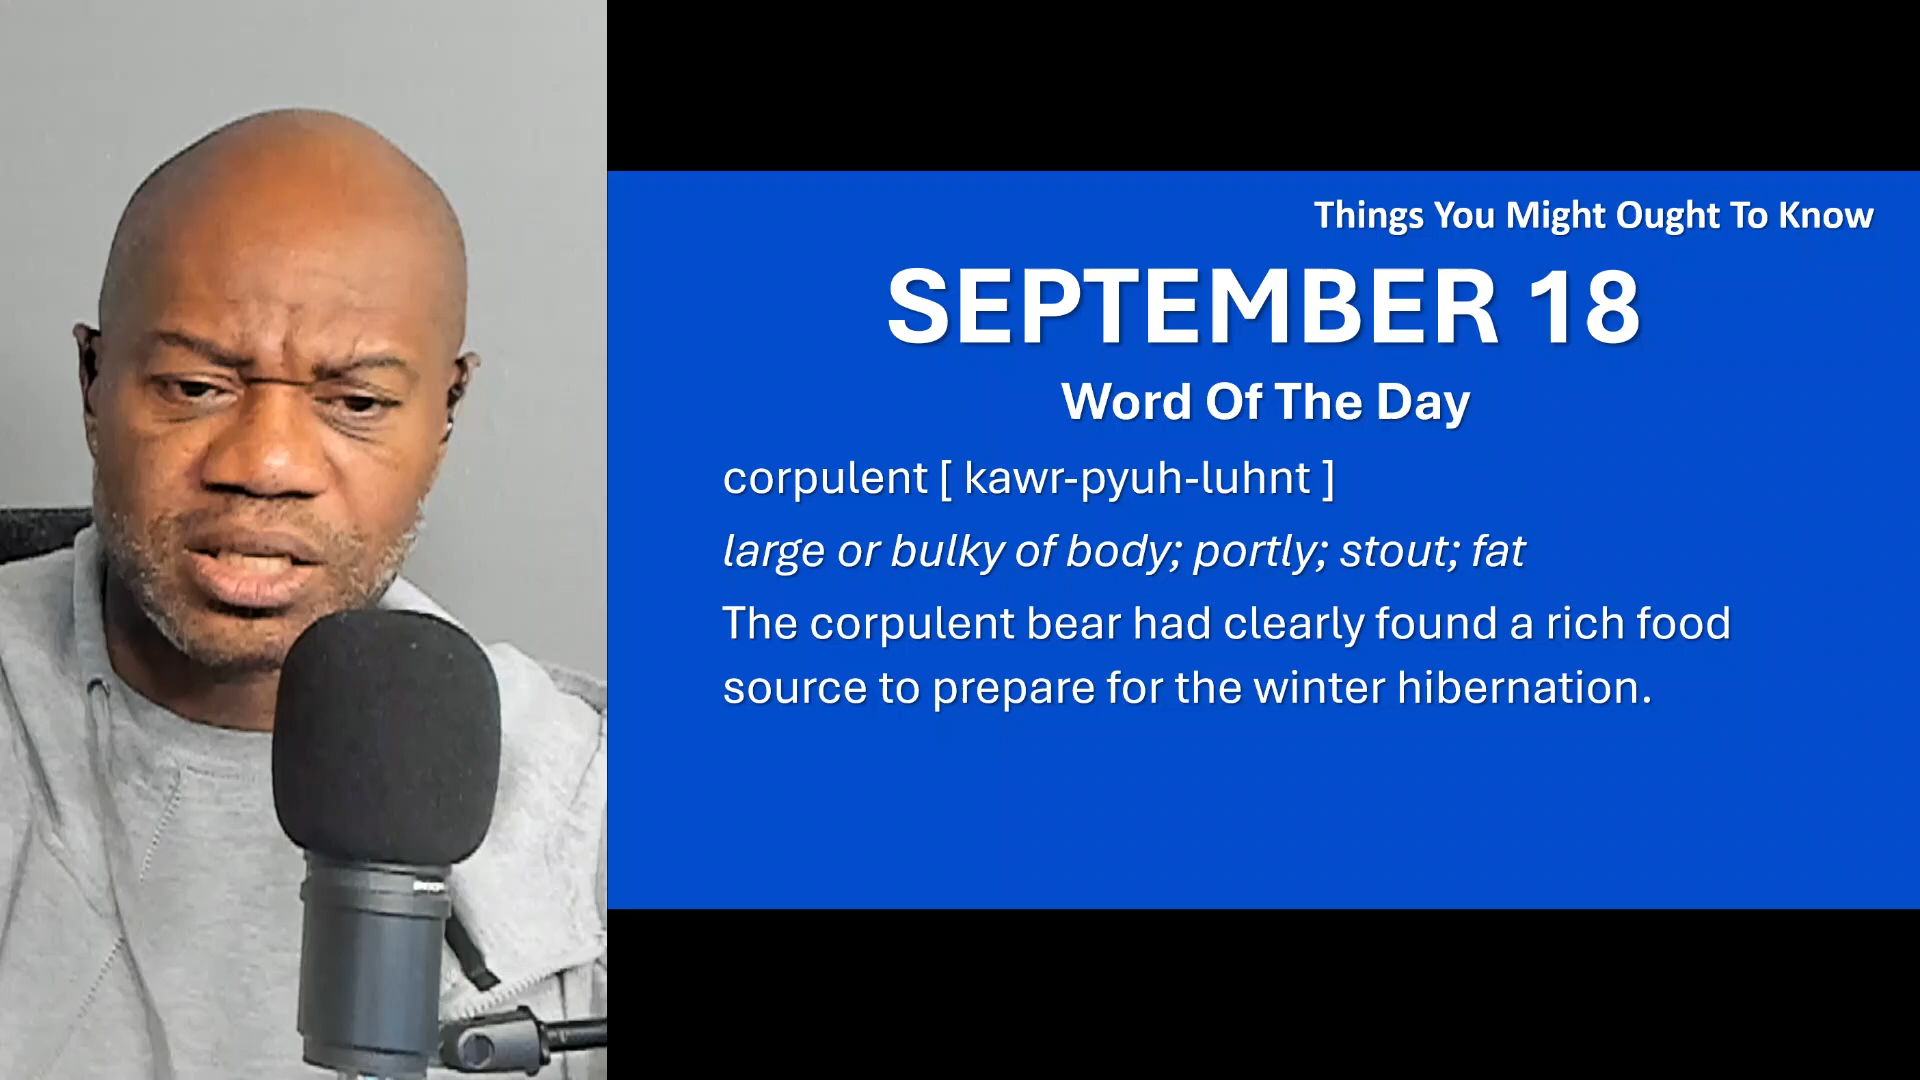 Things You Might Ought To Know
SEPTEMBER 18
Word Of The Day
corpulent [ kawr-pyuh-luhnt ]
large or bulky of body; portly; stout; fat
The corpulent bear had clearly found a rich food
source to prepare for the winter hibernation.